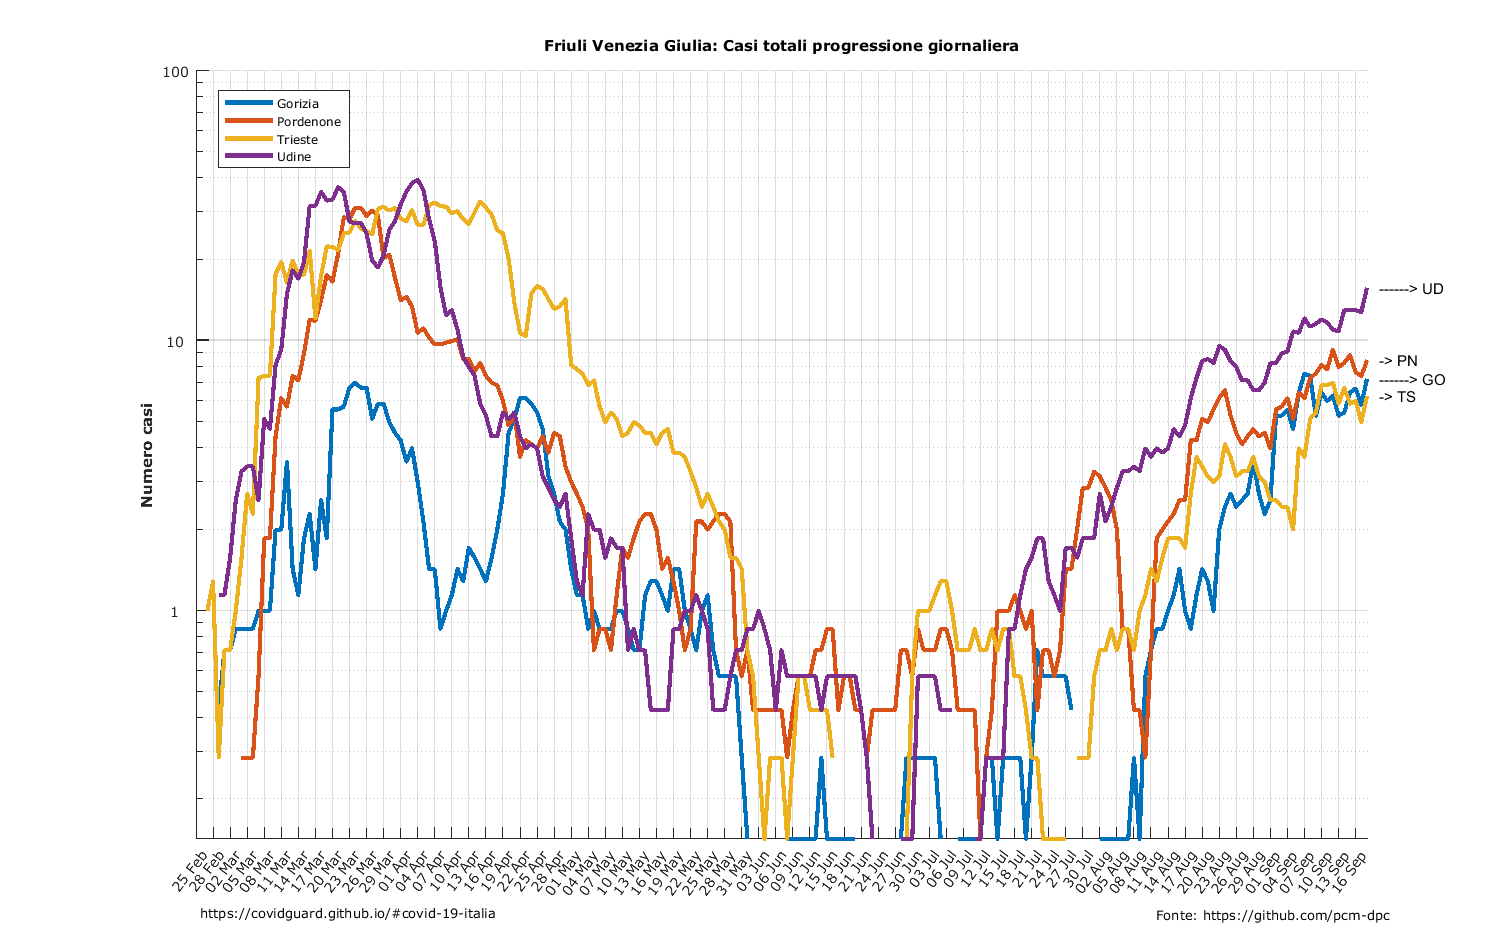 Friuli Venezia Giulia: Casi totali progressione giornaliera
100
10
1
Numero casi
Gorizia
Pordenone
Trieste
Udine
------> UD
-> PN
------> GO
-> TS
25 Feb
28 Feb
02 Mar
05 Mar
08 Mar
11 Mar
14 Mar
17 Mar
20 Mar
23 Mar
26 Mar
29 Mar
01 Apr
04 Apr
07 Apr
10 Apr
13 Apr
16 Apr
19 Apr
22 Apr
25 Apr
28 Apr
01 May
04 May
07 May
10 May
13 May
16 May
19 May
22 May
25 May
28 May
31 May
03 Jun
06 Jun
09 Jun
12 Jun
15 Jun
18 Jun
21 Jun
24 Jun
27 Jun
30 Jun
03 Jul
06 Jul
09 Jul
12 Jul
15 Jul
18 Jul
21 Jul
24 Jul
27 Jul
30 Jul
02 Aug
05 Aug
08 Aug
11 Aug
14 Aug
17 Aug
20 Aug
23 Aug
26 Aug
29 Aug
01 Sep
04 Sep
07 Sep
10 Sep
13 Sep
16 Sep
https://covidguard.github.io/#covid-19-italia
Fonte: https://github.com/pcm-dpc